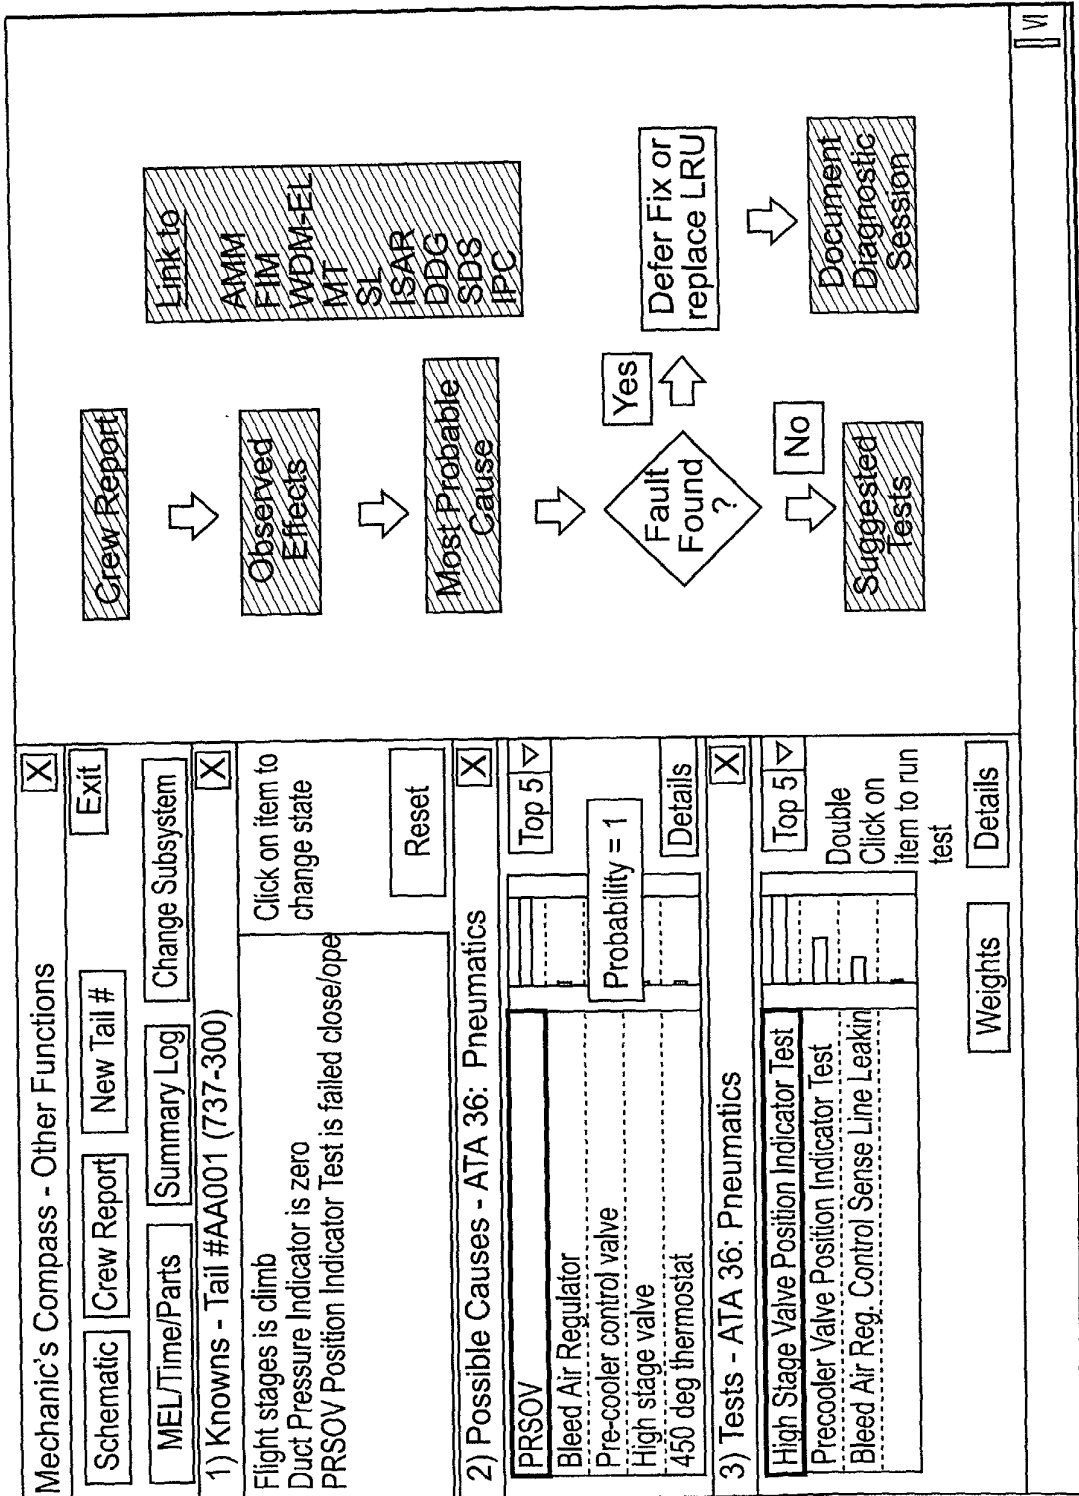 Mechanic's Compass - Other Functions
X
Schematic
Crew Report
New Tail #
Exit
MEL/Time/Parts
Summary Log
Change Subsystem
1) Knowns - Tail #AA001 (737-300)
X
Flight stages is climb
Duct Pressure Indicator is zero
PRSOV Position Indicator Test is failed close/ope
Click on item to
change state
Reset
2) Possible Causes - ATA 36: Pneumatics
X
PRSOV
Bleed Air Regulator
Pre-cooler control valve
High stage valve
450 deg thermostat
Top 5
Probability = 1
Details
3) Tests - ATA 36: Pneumatics
X
High Stage Valve Position Indicator Test
Precooler Valve Position Indicator Test
Bleed Air Reg. Control Sense Line Leakin
Top 5
Double
Click on
item to run
test
Weights
Details
Crew Report
Observed
Effects
Most Probable
Cause
Fault
Found
?
Yes
No
Suggested
Tests
Link to
AMM
FIM
WDM-EL
MT
SL
ISAR
DDG
SDS
IPC
Defer Fix or
replace LRU
Document
Diagnostic
Session